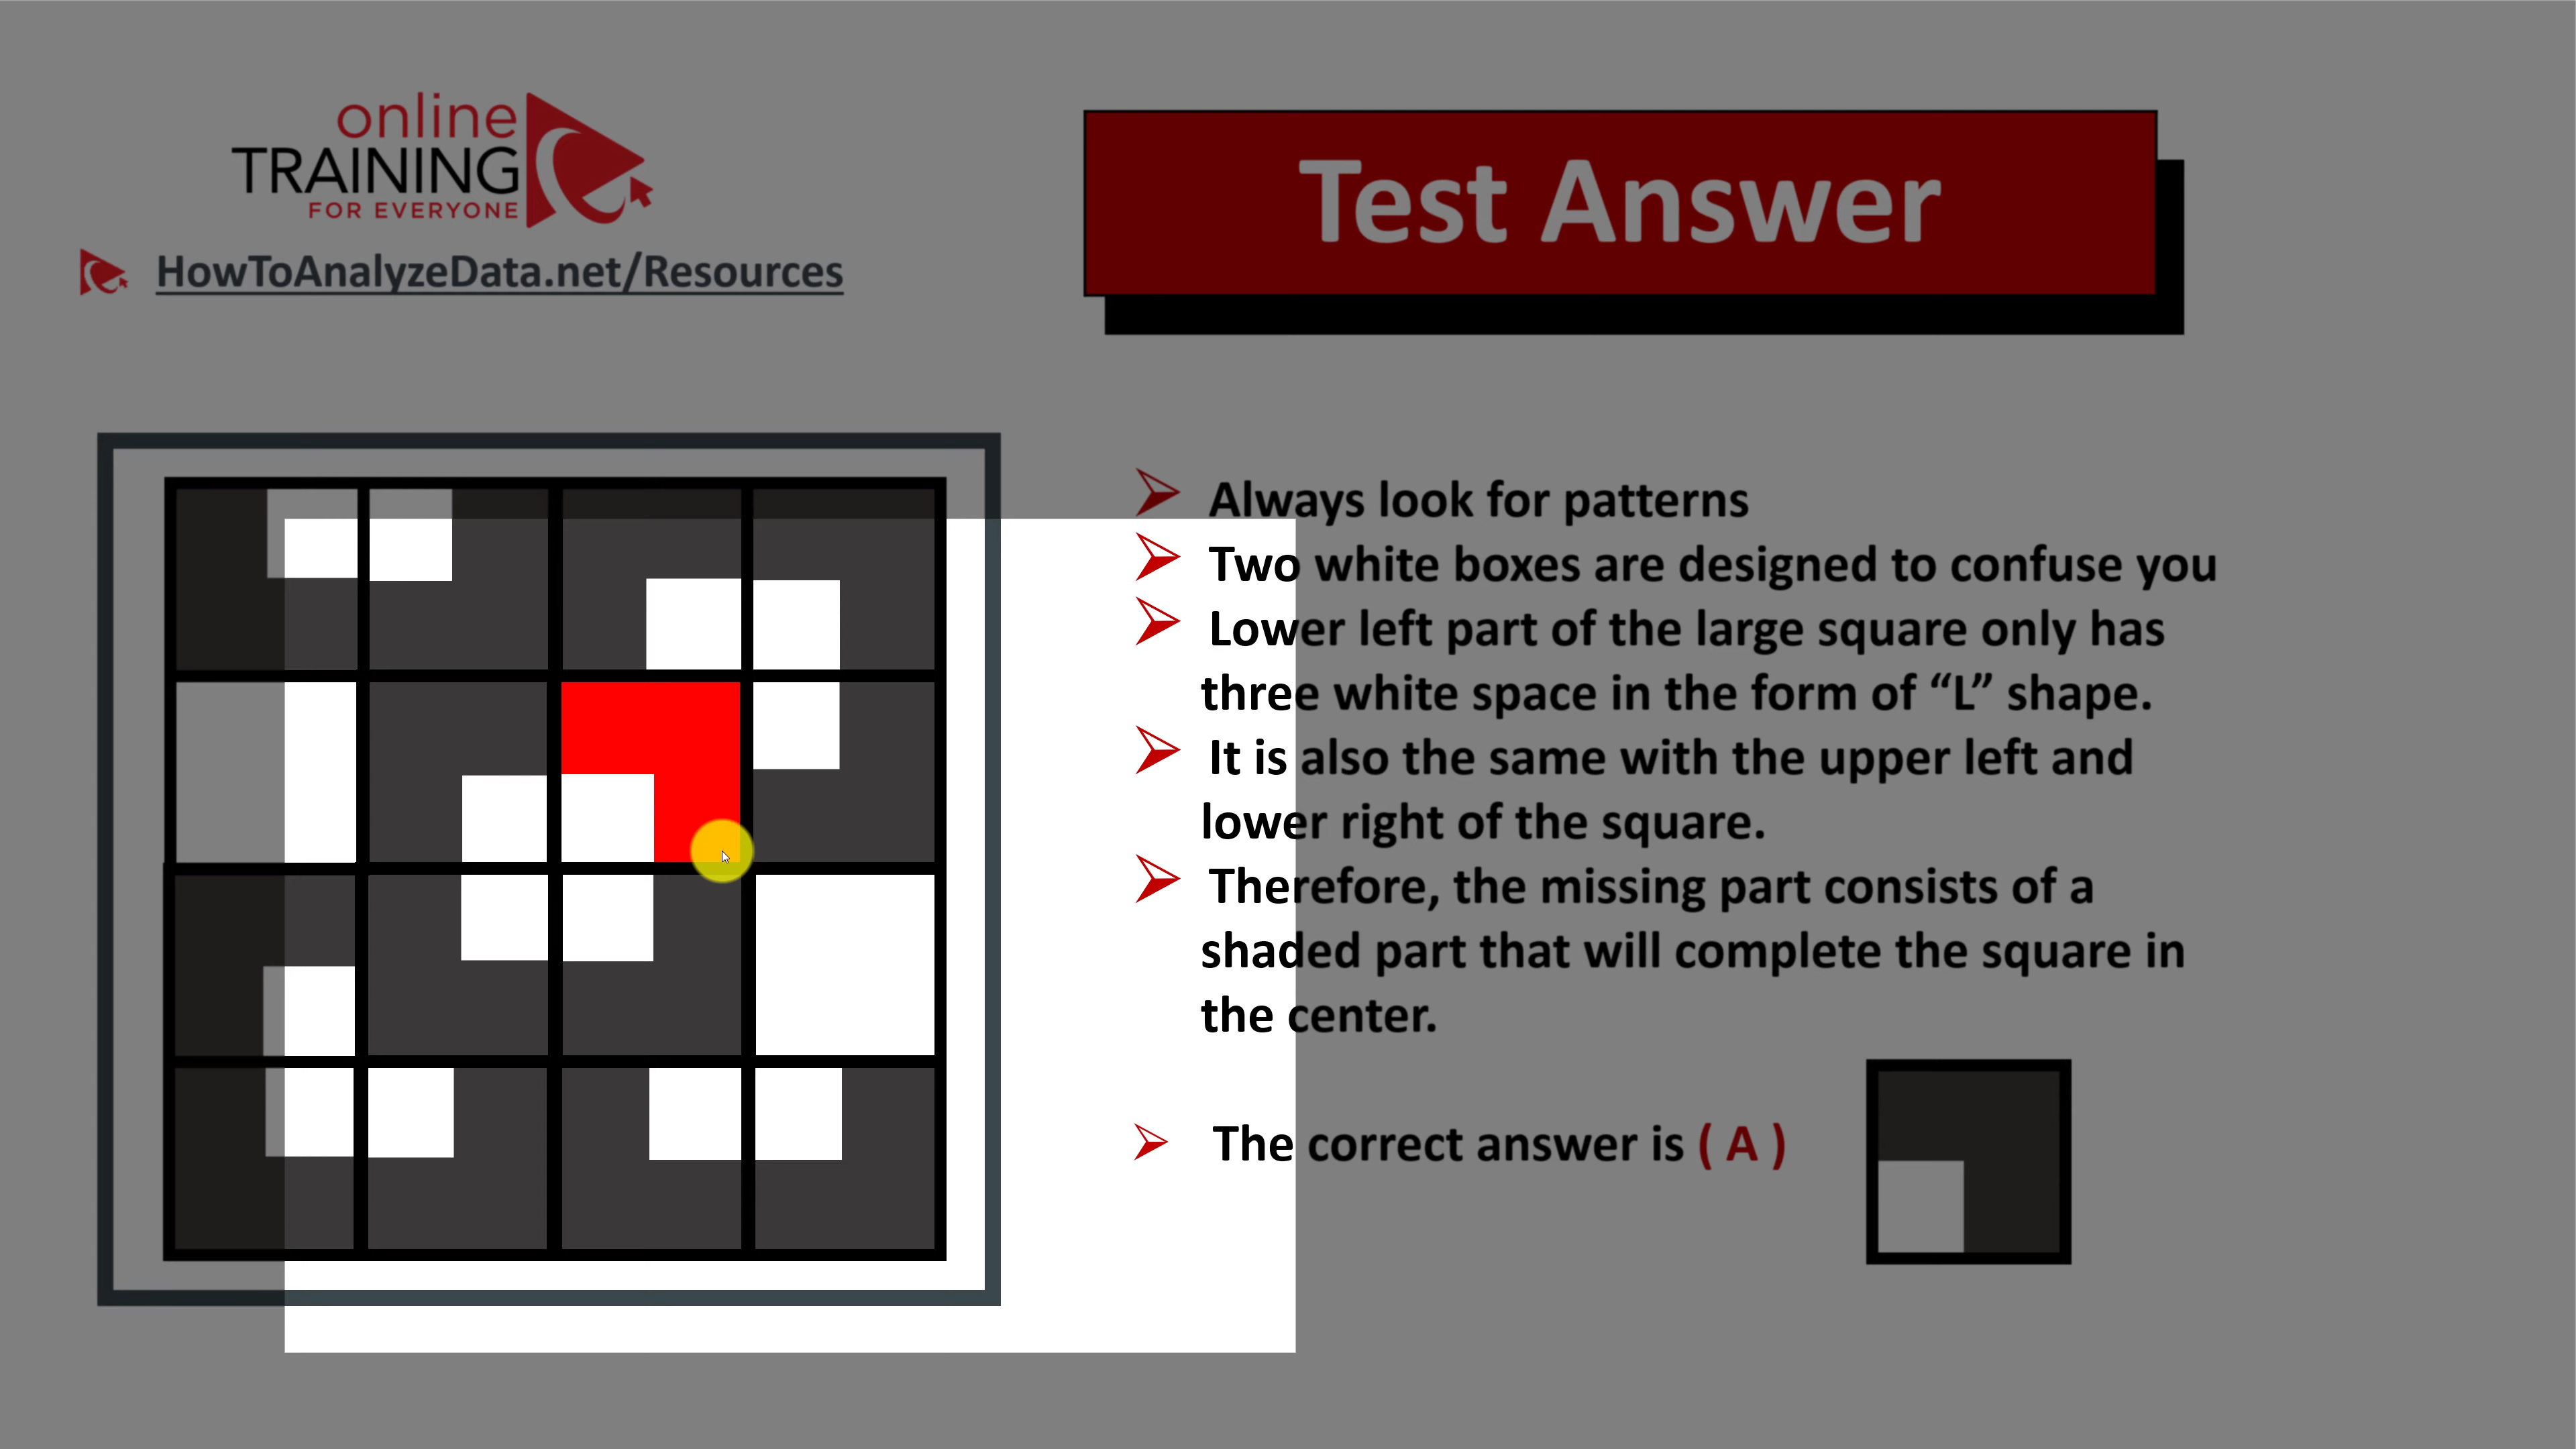 online
TRAINING
FOR EVERYONE
HowToAnalyzeData.net/Resources
Test Answer
Always look for patterns
Two white boxes are designed to confuse you
Lower left part of the large square only has
three white space in the form of “L” shape.
It is also the same with the upper left and
lower right of the square.
Therefore, the missing part consists of a
shaded part that will complete the square in
the center.
The correct answer is ( A )